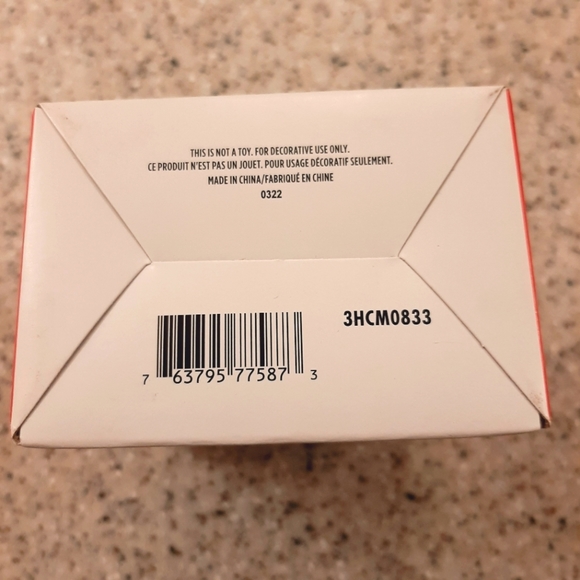 THIS IS NOT A TOY. FOR DECORATIVE USE ONLY.
CE PRODUIT N'EST PAS UN JOUET. POUR USAGE DÉCORATIF SEULEMENT.
MADE IN CHINA/FABRIQUÉ EN CHINE
0322
3HCM0833
7 63795 77587 3